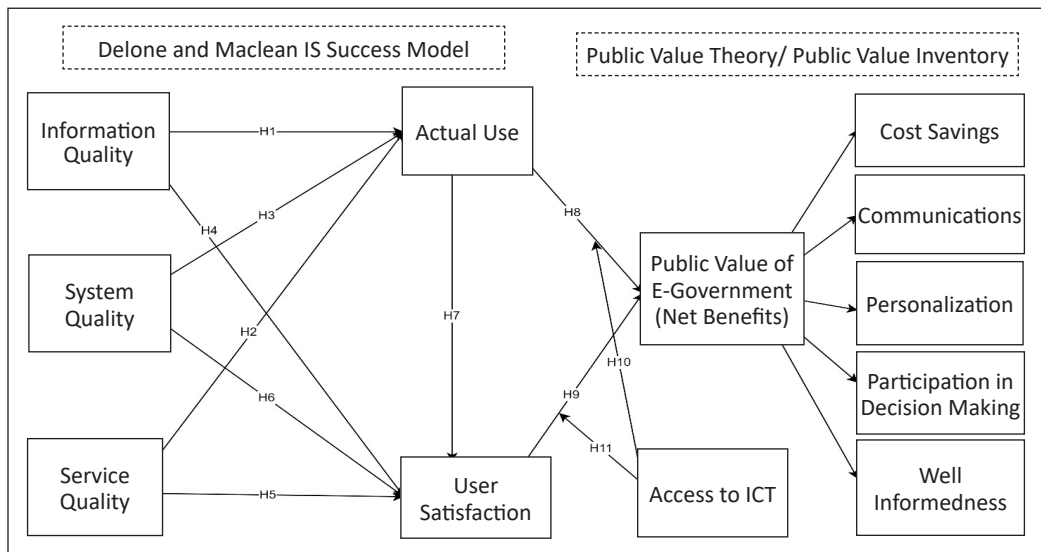 Delone and Maclean IS Success Model
Public Value Theory/ Public Value Inventory
Information
Quality
H1
Actual Use
Cost Savings
H3
H4
H8
Communications
System
Quality
H2
H7
Public Value of
E-Government
(Net Benefits)
Personalization
H10
H6
H9
Participation in
Decision Making
H11
Service
Quality
H5
User
Satisfaction
Access to ICT
Well
Informedness